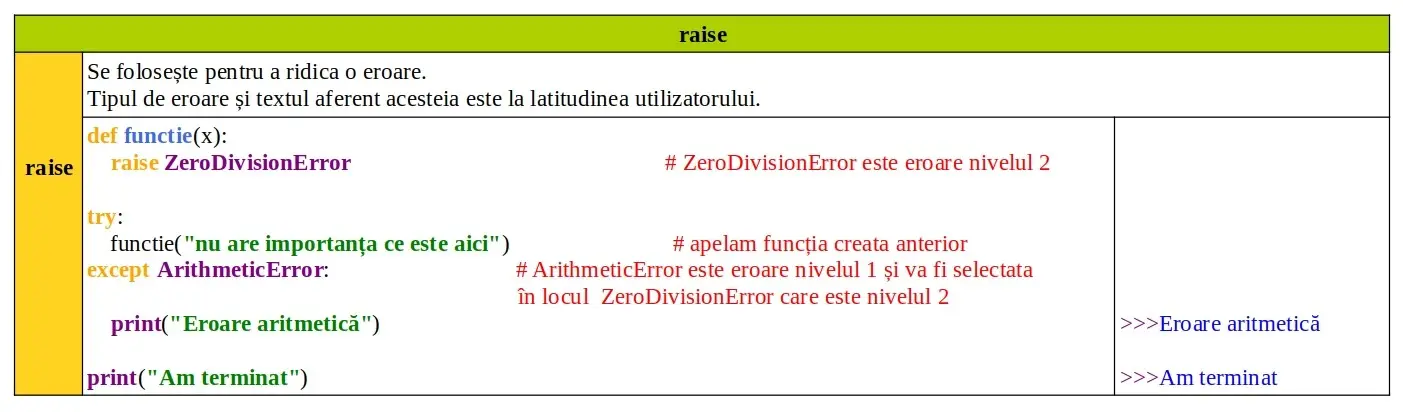 raise
raise
Se folosește pentru a ridica o eroare.
Tipul de eroare și textul aferent acesteia este la latitudinea utilizatorului.
def functie(x):
raise ZeroDivisionError # ZeroDivisionError este eroare nivelul 2
try:
functie("nu are importanța ce este aici") # apelam funcția creata anterior
except ArithmeticError: # ArithmeticError este eroare nivelul 1 și va fi selectata
în locul ZeroDivisionError care este nivelul 2
print("Eroare aritmetică") >>>Eroare aritmetică
print("Am terminat") >>>Am terminat